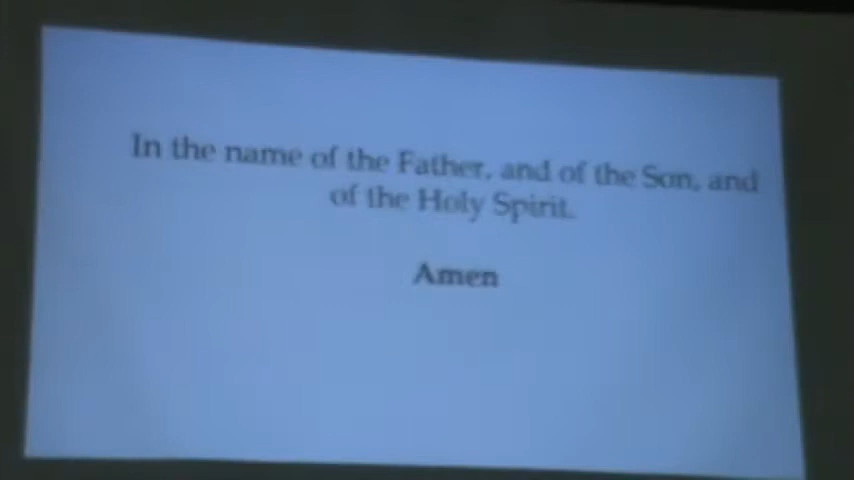 In the name of the Father, and of the Son, and
of the Holy Spirit.
Amen